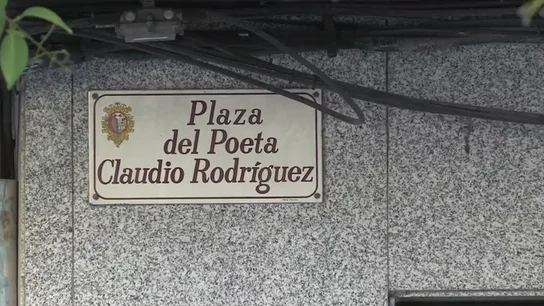 Plaza
del Poeta
Claudio Rodríguez